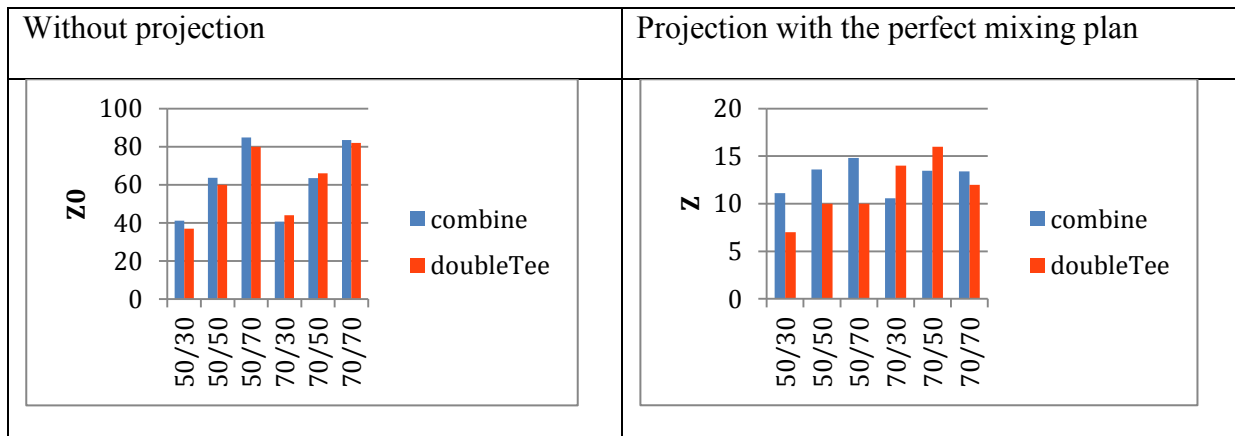 Without projection
Projection with the perfect mixing plan
100
80
60
40
20
0
Z0
50/30
50/50
50/70
70/30
70/50
70/70
combine
doubleTee
20
15
10
5
0
Z
50/30
50/50
50/70
70/30
70/50
70/70
combine
doubleTee